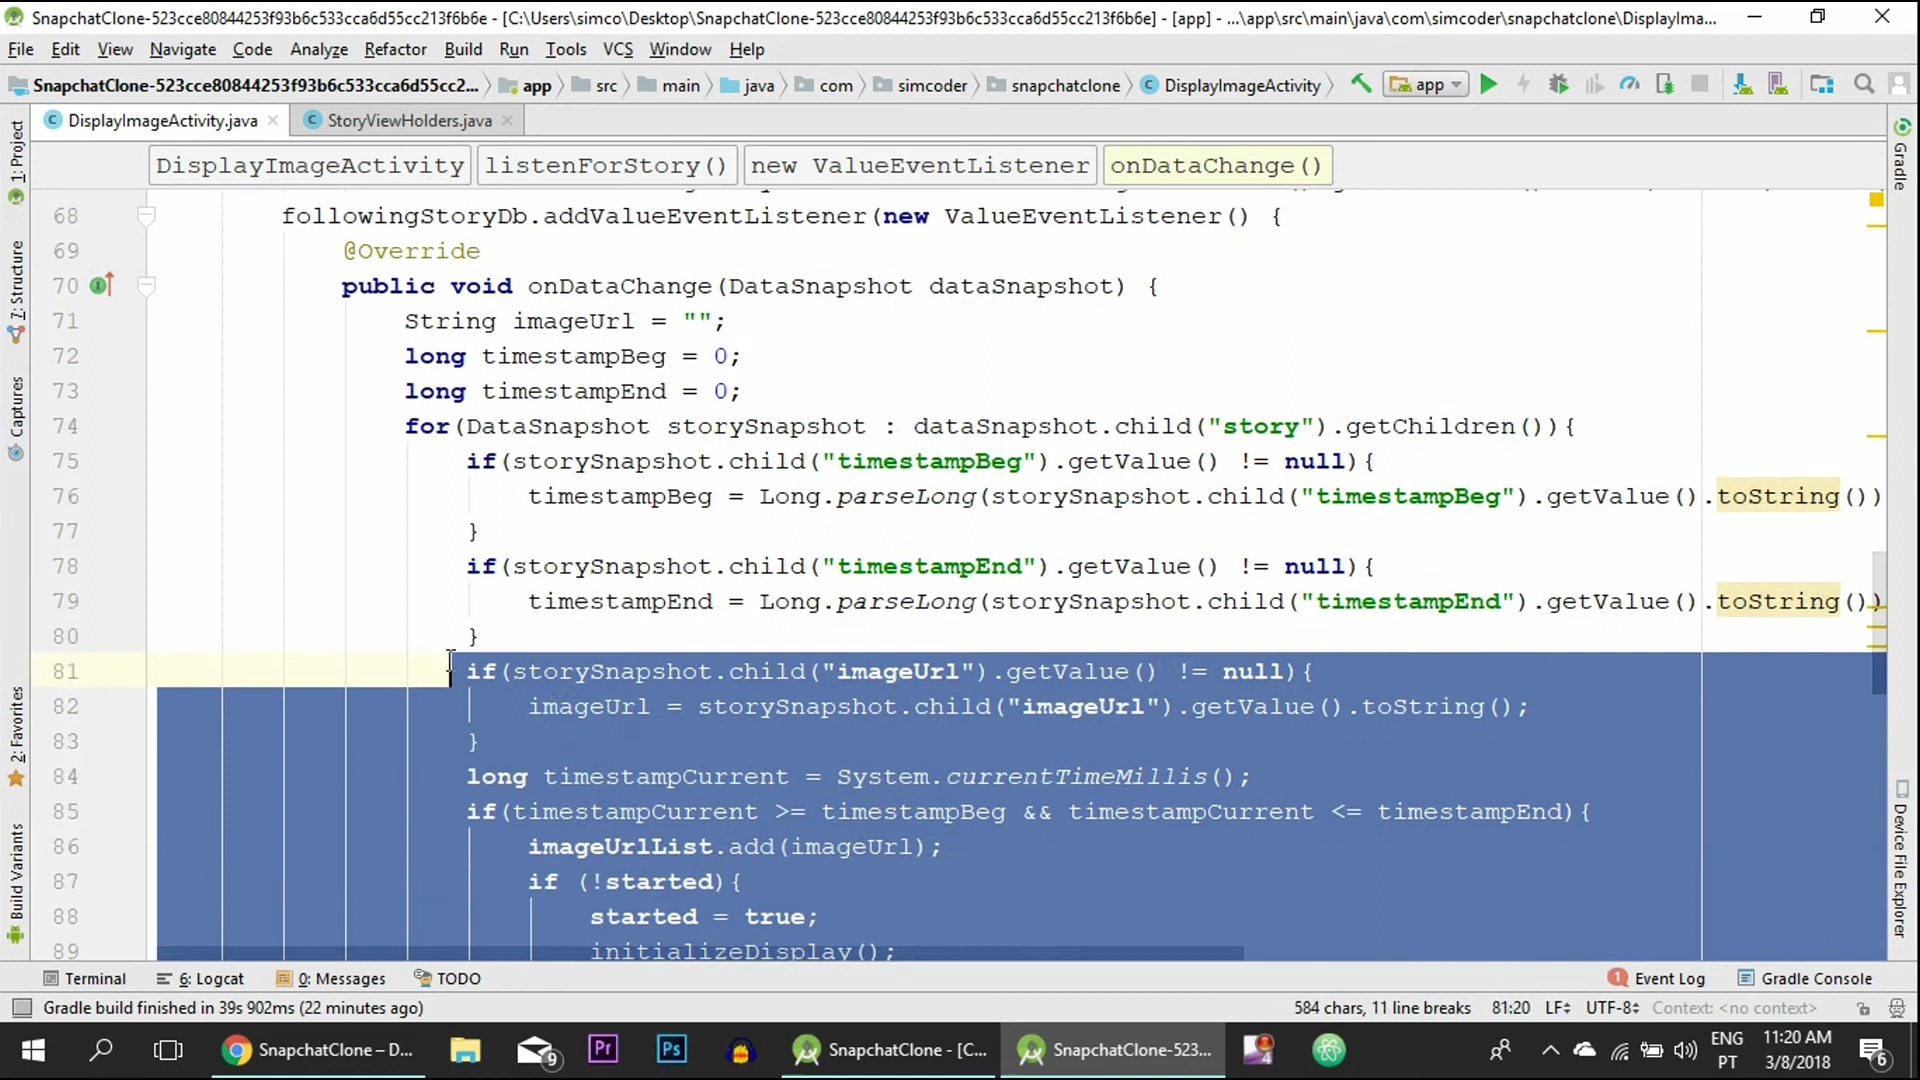 SnapchatClone-523cce80844253f93b6c533cca6d55cc213f6b6e - [C:\Users\simco\Desktop\SnapchatClone-523cce80844253f93b6c533cca6d55cc213f6b6e] - [app] - ...\app\src\main\java\com\simcoder\snapchatclone\DisplayIma...
File Edit View Navigate Code Analyze Refactor Build Run Tools VCS Window Help
SnapchatClone-523cce80844253f93b6c533cca6d55cc2... app src main java com simcoder snapchatclone DisplayImageActivity app
DisplayImageActivity.java StoryViewHolders.java
DisplayImageActivity listenForStory() new ValueEventListener onDataChange()
68 followingStoryDb.addValueEventListener(new ValueEventListener() {
69 @Override
70 public void onDataChange(DataSnapshot dataSnapshot) {
71 String imageUrl = "";
72 long timestampBeg = 0;
73 long timestampEnd = 0;
74 for(DataSnapshot storySnapshot : dataSnapshot.child("story").getChildren()){
75 if(storySnapshot.child("timestampBeg").getValue() != null){
76 timestampBeg = Long.parseLong(storySnapshot.child("timestampBeg").getValue().toString())
77 }
78 if(storySnapshot.child("timestampEnd").getValue() != null){
79 timestampEnd = Long.parseLong(storySnapshot.child("timestampEnd").getValue().toString())
80 }
81 if(storySnapshot.child("imageUrl").getValue() != null){
82 imageUrl = storySnapshot.child("imageUrl").getValue().toString();
83 }
84 long timestampCurrent = System.currentTimeMillis();
85 if(timestampCurrent >= timestampBeg && timestampCurrent <= timestampEnd){
86 imageUrlList.add(imageUrl);
87 if (!started){
88 started = true;
89 initializeDisplay();
1: Project
7: Structure
Captures
2: Favorites
Build Variants
Gradle
Device File Explorer
Terminal 6: Logcat 0: Messages TODO 1 Event Log Gradle Console
Gradle build finished in 39s 902ms (22 minutes ago) 584 chars, 11 line breaks 81:20 LF÷ UTF-8÷ Context: <no context>
SnapchatClone – D... 9 Pr Ps SnapchatClone - [C... SnapchatClone-523... 4 ENG 11:20 AM
PT 3/8/2018 6